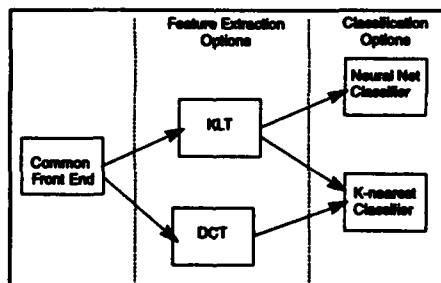 Feature Extraction
Options
Classification
Options
Neural Net
Classifier
KLT
Common
Front End
K-nearest
Classifier
DCT